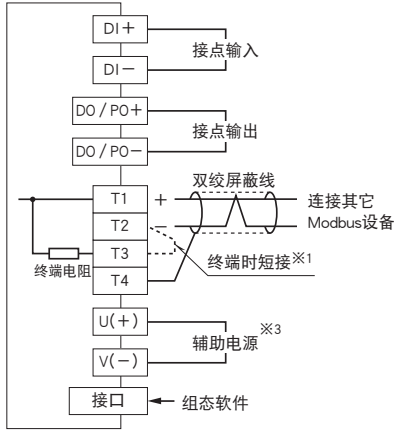 DI＋
接点输入
DI－
DO／PO＋
接点输出
DO／PO－
双绞屏蔽线
T1
＋
连接其它
T2
－
Modbus设备
T3
终端电阻
终端时短接※1
T4
U(＋)
辅助电源※3
V(－)
接口
组态软件